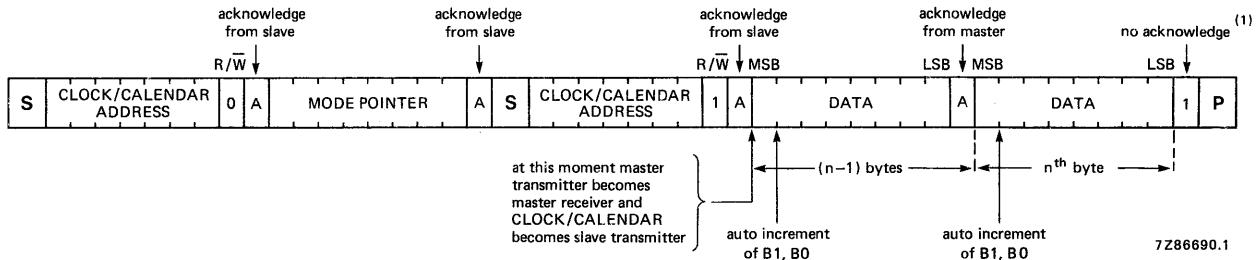 acknowledge from slave
acknowledge from slave
acknowledge from slave
acknowledge from master
no acknowledge (1)
R/W̅
R/W̅ MSB
LSB MSB
LSB
S CLOCK/CALENDAR ADDRESS 0 A MODE POINTER A S CLOCK/CALENDAR ADDRESS 1 A DATA A DATA 1 P
at this moment master
transmitter becomes
master receiver and
CLOCK/CALENDAR
becomes slave transmitter
(n-1) bytes
nth byte
auto increment
of B1, B0
auto increment
of B1, B0
7Z86690.1